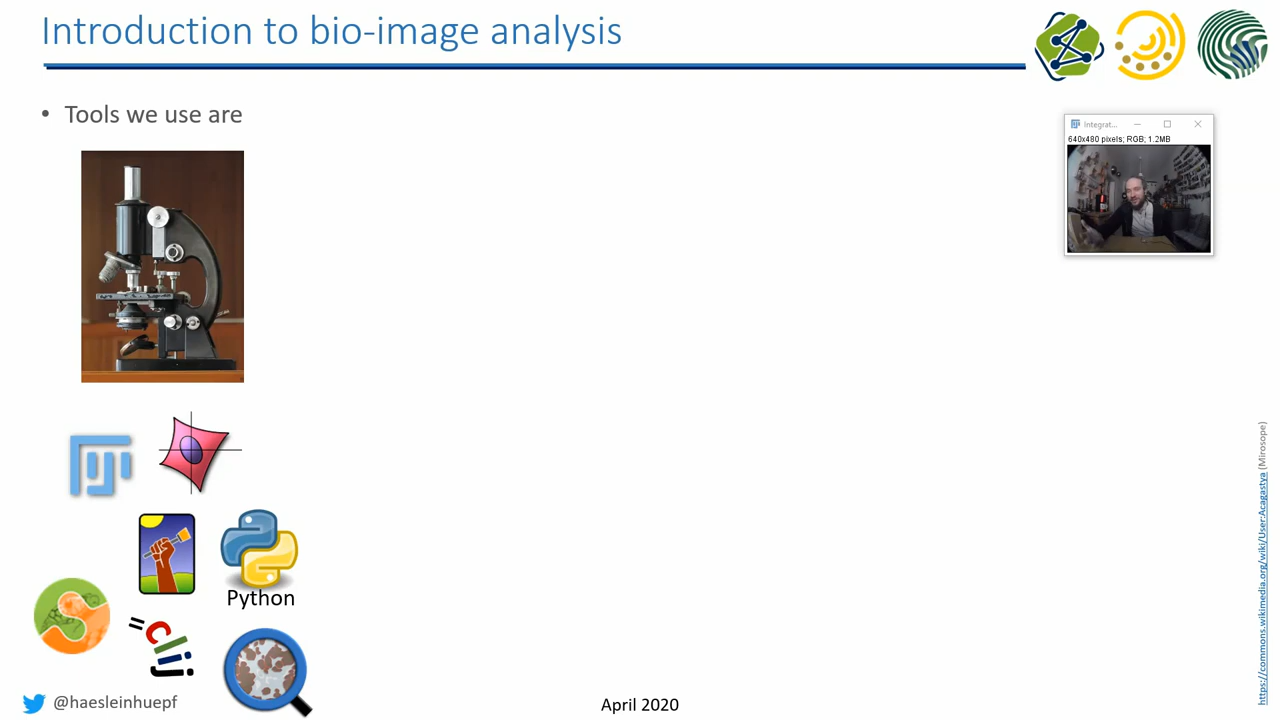 Introduction to bio-image analysis
• Tools we use are
Integrat...
640x480 pixels; RGB; 1.2MB
Python
=clij
@haesleinhuepf
April 2020
https://commons.wikimedia.org/wiki/User:Acagastya (Mirosope)